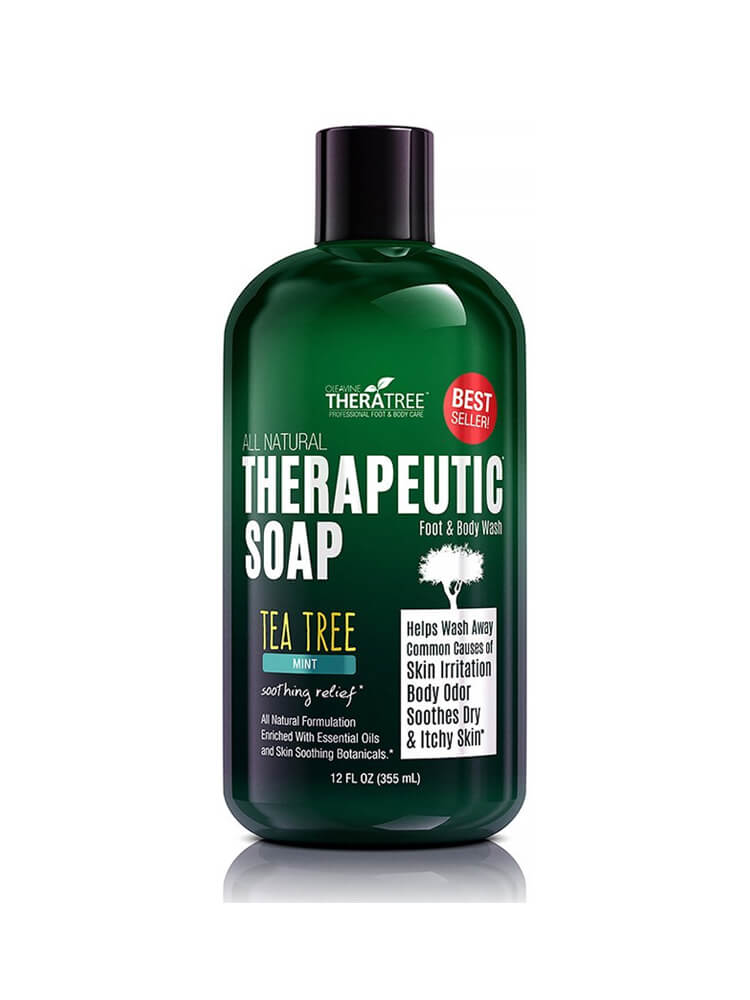 OLEAVINE
THERATREE™
PROFESSIONAL FOOT & BODY CARE
BEST
SELLER!
ALL NATURAL
THERAPEUTIC
Foot & Body Wash
SOAP
TEA TREE
MINT
soothing relief*
All Natural Formulation
Enriched With Essential Oils
and Skin Soothing Botanicals.*
Helps Wash Away
Common Causes of
Skin Irritation
Body Odor
Soothes Dry
& Itchy Skin*
12 FL OZ (355 mL)